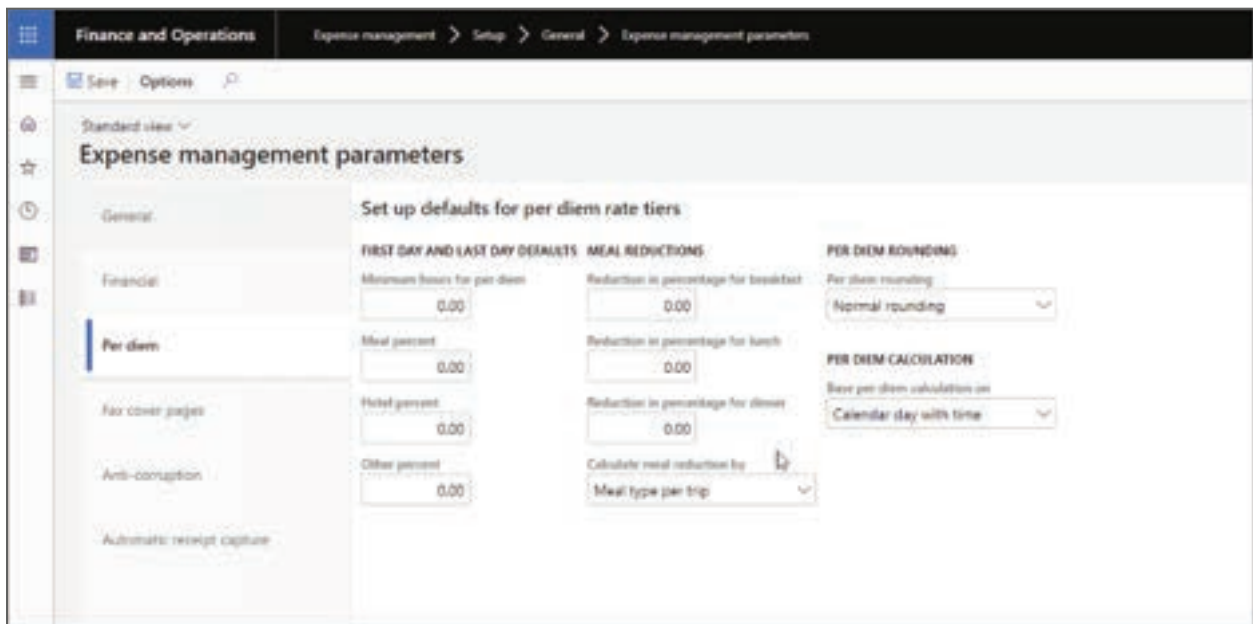 Finance and Operations
Expense management > Setup > General > Expense management parameters
Save Options
Standard view
Expense management parameters
General
Financial
Per diem
Fax cover pages
Anti-corruption
Automatic receipt capture
Set up defaults for per diem rate tiers
FIRST DAY AND LAST DAY DEFAULTS
Minimum hours for per diem
0.00
Meal percent
0.00
Hotel percent
0.00
Other percent
0.00
MEAL REDUCTIONS
Reduction in percentage for breakfast
0.00
Reduction in percentage for lunch
0.00
Reduction in percentage for dinner
0.00
Calculate meal reduction by
Meal type per trip
PER DIEM ROUNDING
Per diem rounding
Normal rounding
PER DIEM CALCULATION
Base per diem calculation on
Calendar day with time